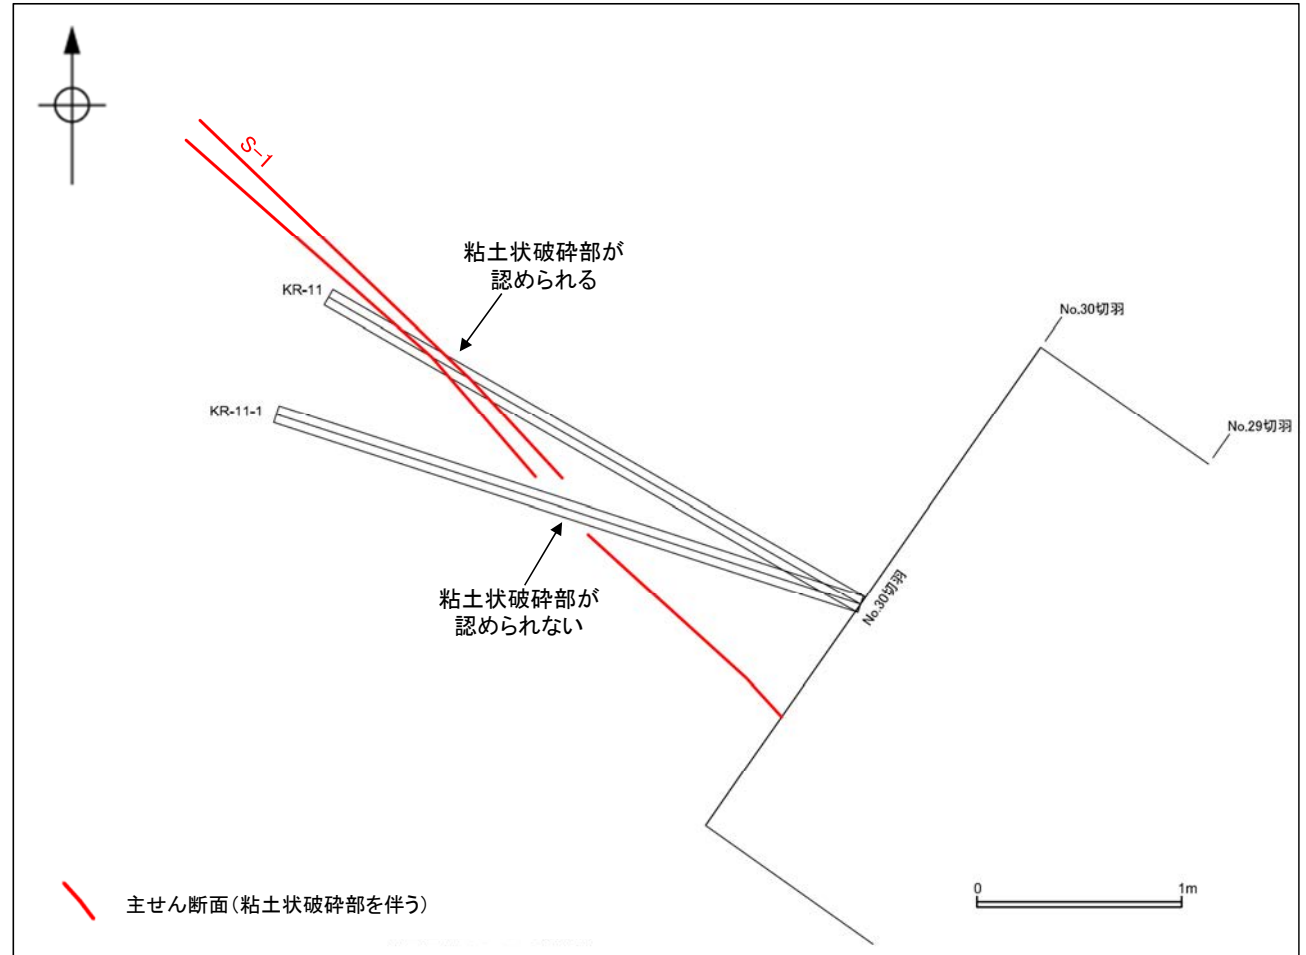 S-1
粘土状破砕部が
認められる
KR-11
No.30切羽
KR-11-1
No.29切羽
No.30切羽
粘土状破砕部が
認められない
0 1m
主せん断面(粘土状破砕部を伴う)